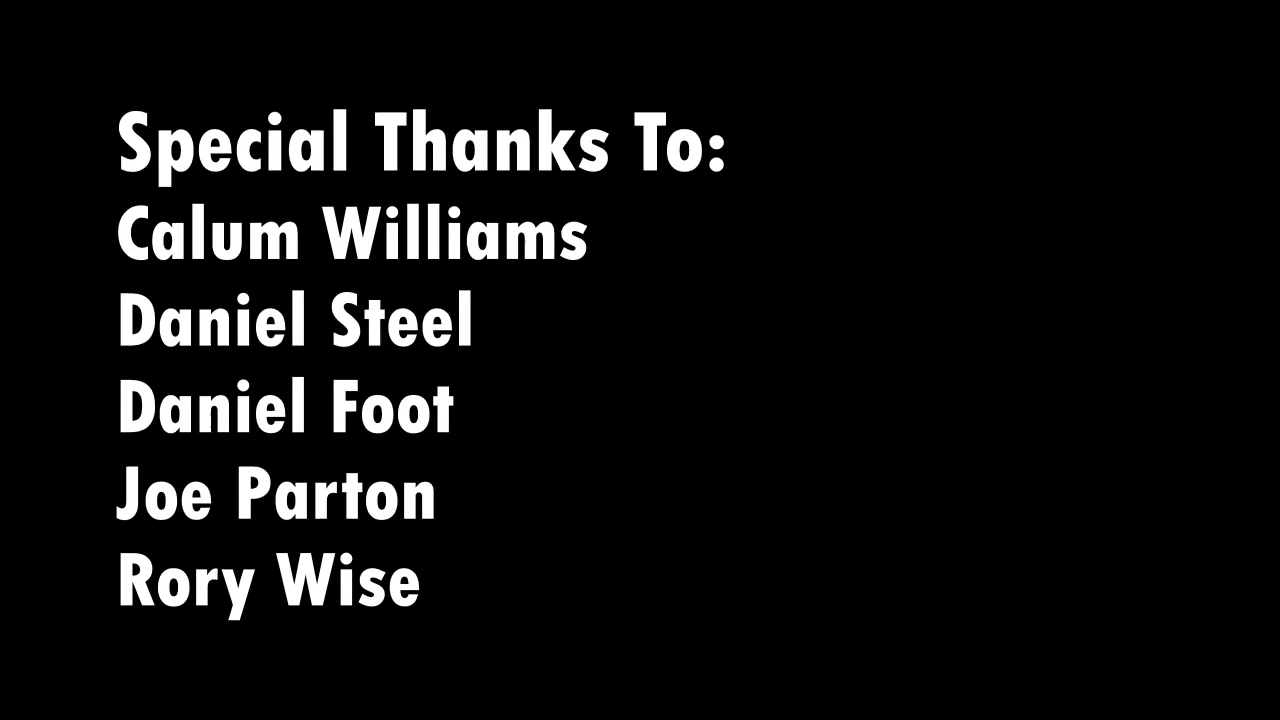 Special Thanks To:
Calum Williams
Daniel Steel
Daniel Foot
Joe Parton
Rory Wise